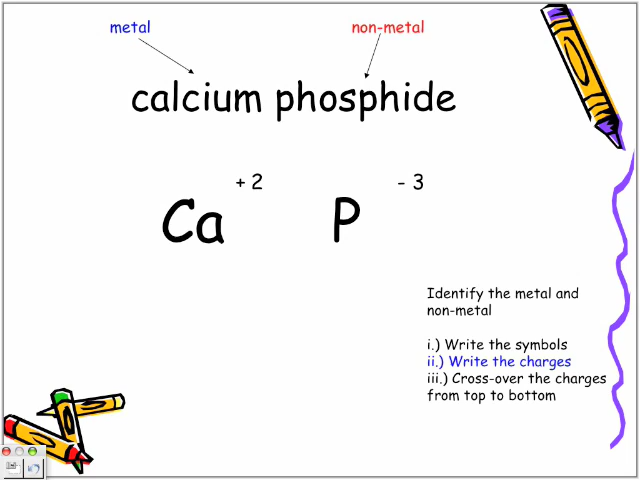 metal non-metal
calcium phosphide
+ 2 - 3
Ca P
Identify the metal and
non-metal
i.) Write the symbols
ii.) Write the charges
iii.) Cross-over the charges
from top to bottom